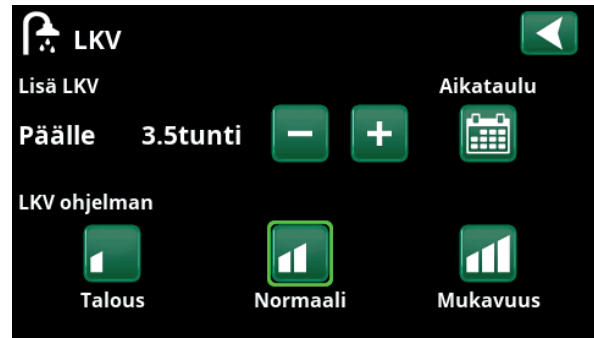 LKV
Lisä LKV
Aikataulu
Päälle 3.5tunti
LKV ohjelman
Talous Normaali Mukavuus